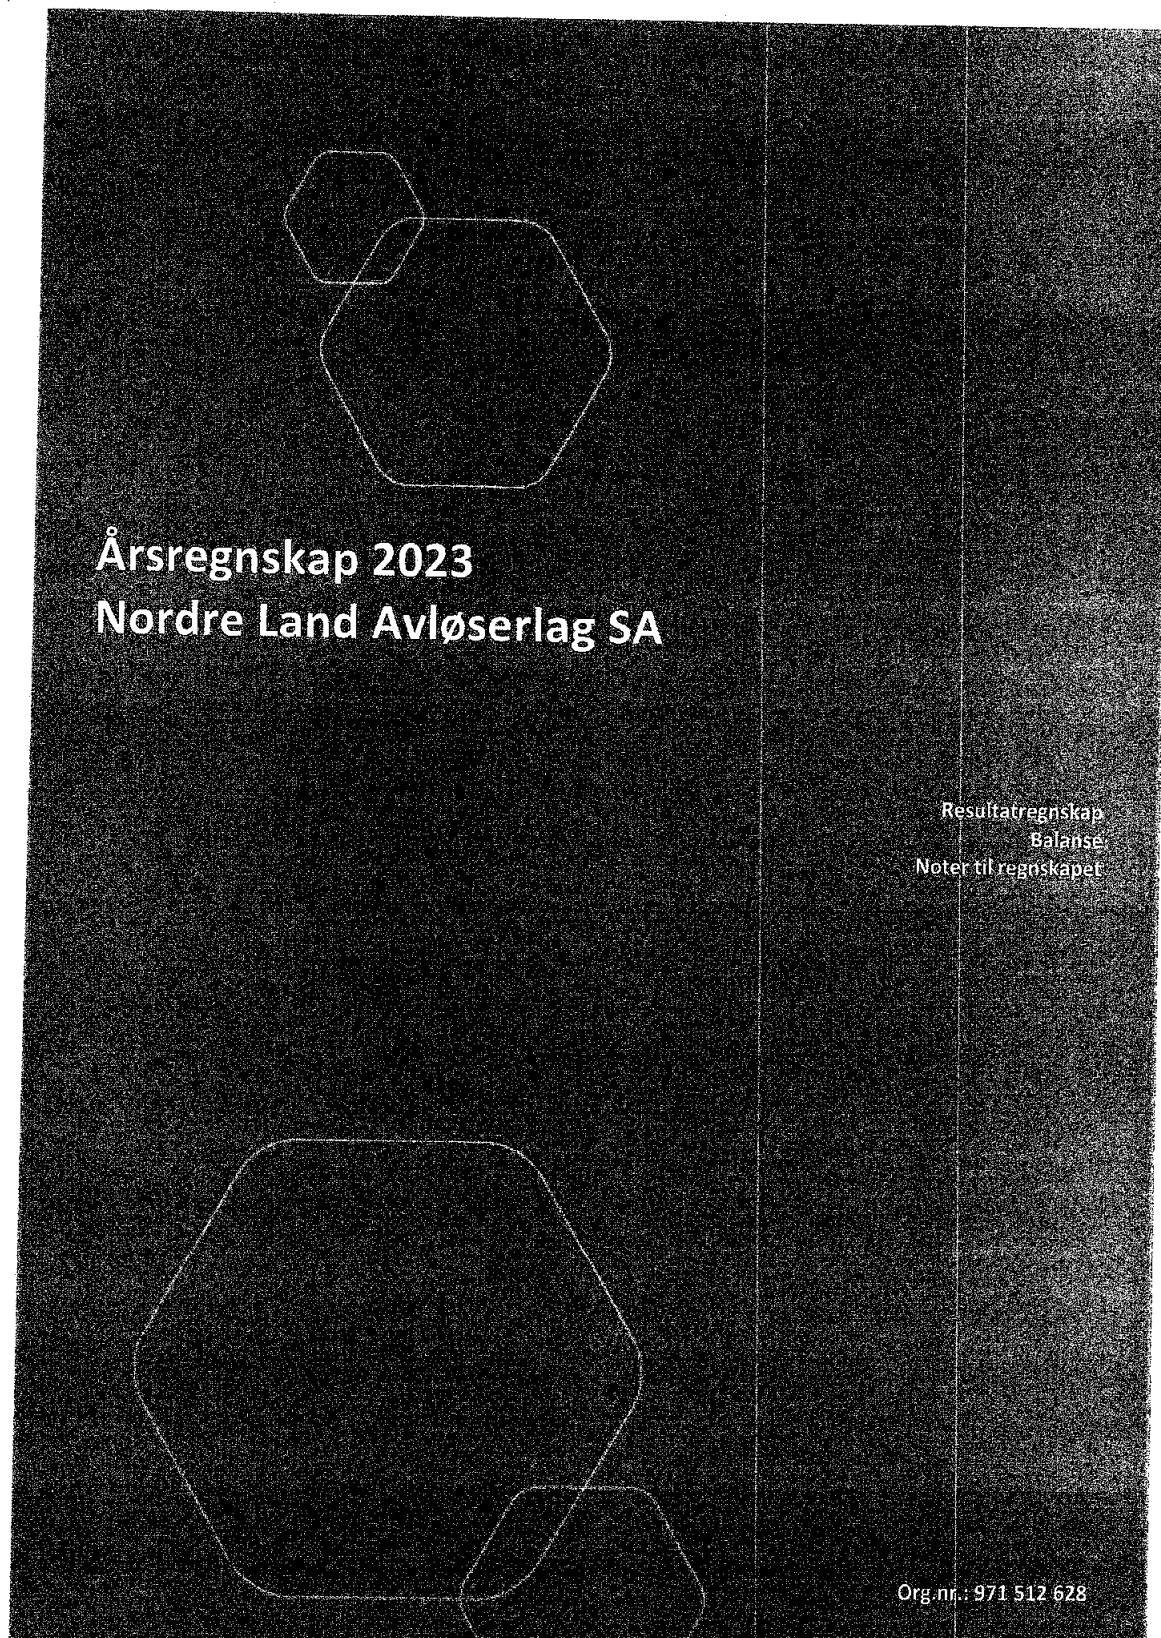 Årsregnskap 2023
Nordre Land Avløserlag SA
Resultatregnskap
Balanse
Noter til regnskapet
Org.nr.: 971 512 628